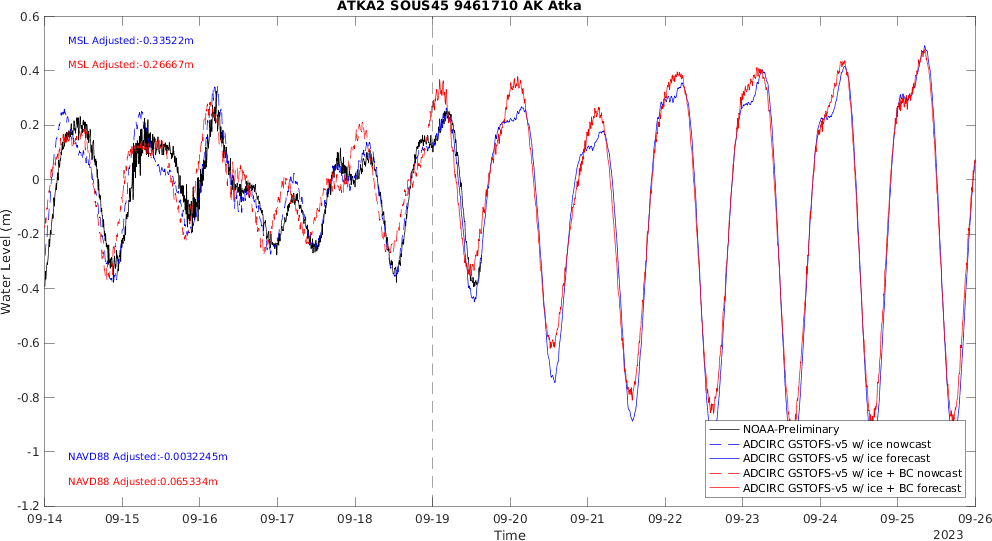 ATKA2 SOUS45 9461710 AK Atka
0.6
MSL Adjusted:-0.33522m
MSL Adjusted:-0.26667m
0.4
0.2
0
-0.2
Water Level (m)
-0.4
-0.6
-0.8
-1
-1.2
NAVD88 Adjusted:-0.0032245m
NAVD88 Adjusted:0.065334m
NOAA-Preliminary
ADCIRC GSTOFS-v5 w/ ice nowcast
ADCIRC GSTOFS-v5 w/ ice forecast
ADCIRC GSTOFS-v5 w/ ice + BC nowcast
ADCIRC GSTOFS-v5 w/ ice + BC forecast
09-14 09-15 09-16 09-17 09-18 09-19 09-20 09-21 09-22 09-23 09-24 09-25 09-26
Time
2023